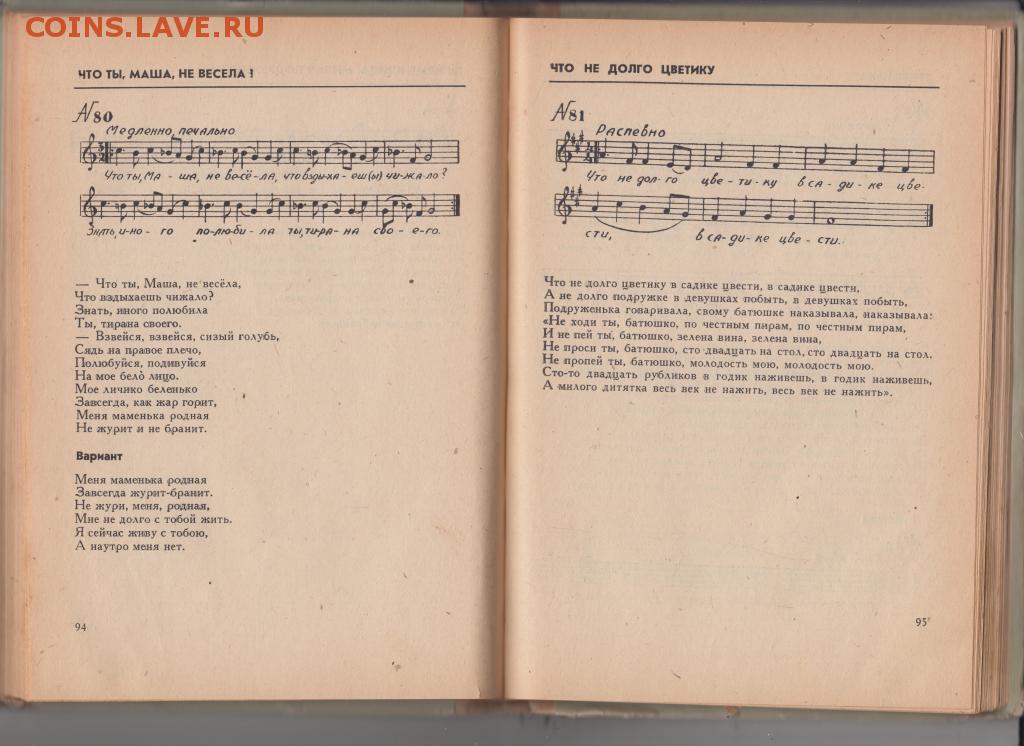 COINS.LAVE.RU
ЧТО ТЫ, МАША, НЕ ВЕСЕЛА?
№80
Медленно, печально
Что ты, Ма - ша, не ве-сё-ла, что взды-ха-еш(ь) чи-жа-ло?
Знать, и-но-го по-лю-би-ла ты, ти-ра-на сво-е-го.
— Что ты, Маша, не весёла,
Что вздыхаешь чижало?
Знать, иного полюбила
Ты, тирана своего.
— Взвейся, взвейся, сизый голубь,
Сядь на правое плечо,
Полюбуйся, подивуйся
На мое бело́ лицо.
Мое личико беленько
Завсегда, как жар горит,
Меня маменька родная
Не журит и не бранит.
Вариант
Меня маменька родная
Завсегда журит-бранит.
Не жури, меня, родная,
Мне не долго с тобой жить.
Я сейчас живу с тобою,
А наутро меня нет.
94
ЧТО НЕ ДОЛГО ЦВЕТИКУ
№81
Распевно
Что не дол-го цве-ти-ку в са-ди-ке цве-
сти, в са-ди-ке цве-сти.
Что не долго цветику в садике цвести, в садике цвести,
А не долго подружке в девушках побыть, в девушках побыть,
Подруженька говаривала, свому батюшке наказывала, наказывала:
«Не ходи ты, батюшко, по честным пирам, по честным пирам,
И не пей ты, батюшко, зелена вина, зелена вина,
Не проси ты, батюшко, сто двадцать на стол, сто двадцать на стол.
Не пропей ты, батюшко, молодость мою, молодость мою.
Сто-то двадцать рубликов в годик наживешь, в годик наживешь,
А милого дитятка весь век не нажить, весь век не нажить».
95